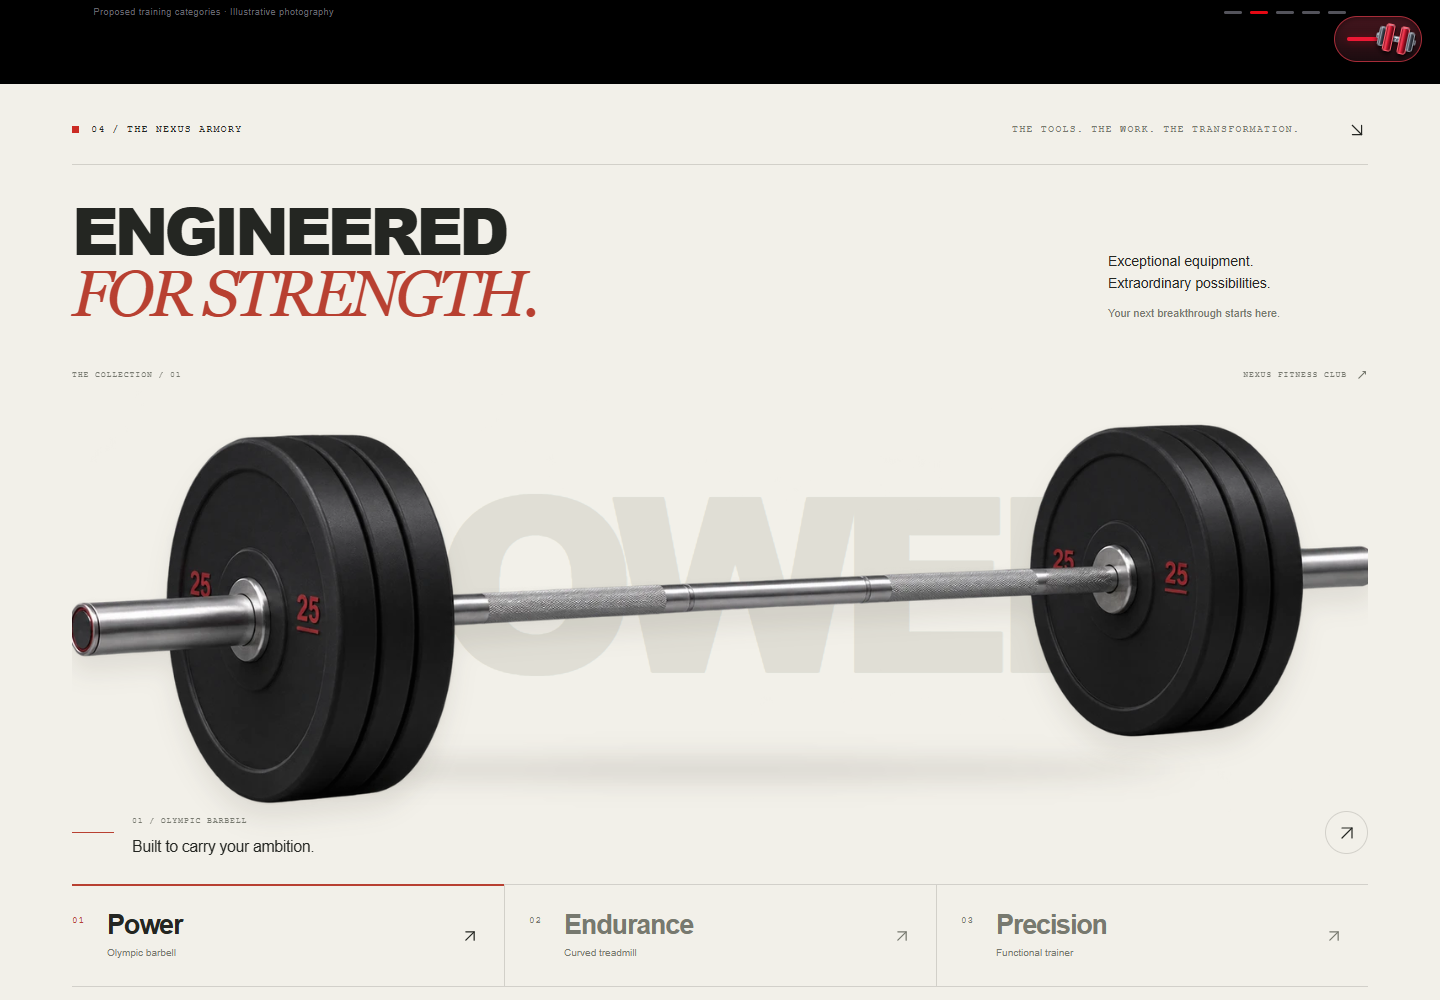 Proposed training categories · Illustrative photography
04 / THE NEXUS ARMORY
THE TOOLS. THE WORK. THE TRANSFORMATION.
ENGINEERED
FOR STRENGTH.
Exceptional equipment.
Extraordinary possibilities.
Your next breakthrough starts here.
THE COLLECTION / 01
NEXUS FITNESS CLUB
OWE
25
25
25
25
01 / OLYMPIC BARBELL
Built to carry your ambition.
01
Power
Olympic barbell
02
Endurance
Curved treadmill
03
Precision
Functional trainer